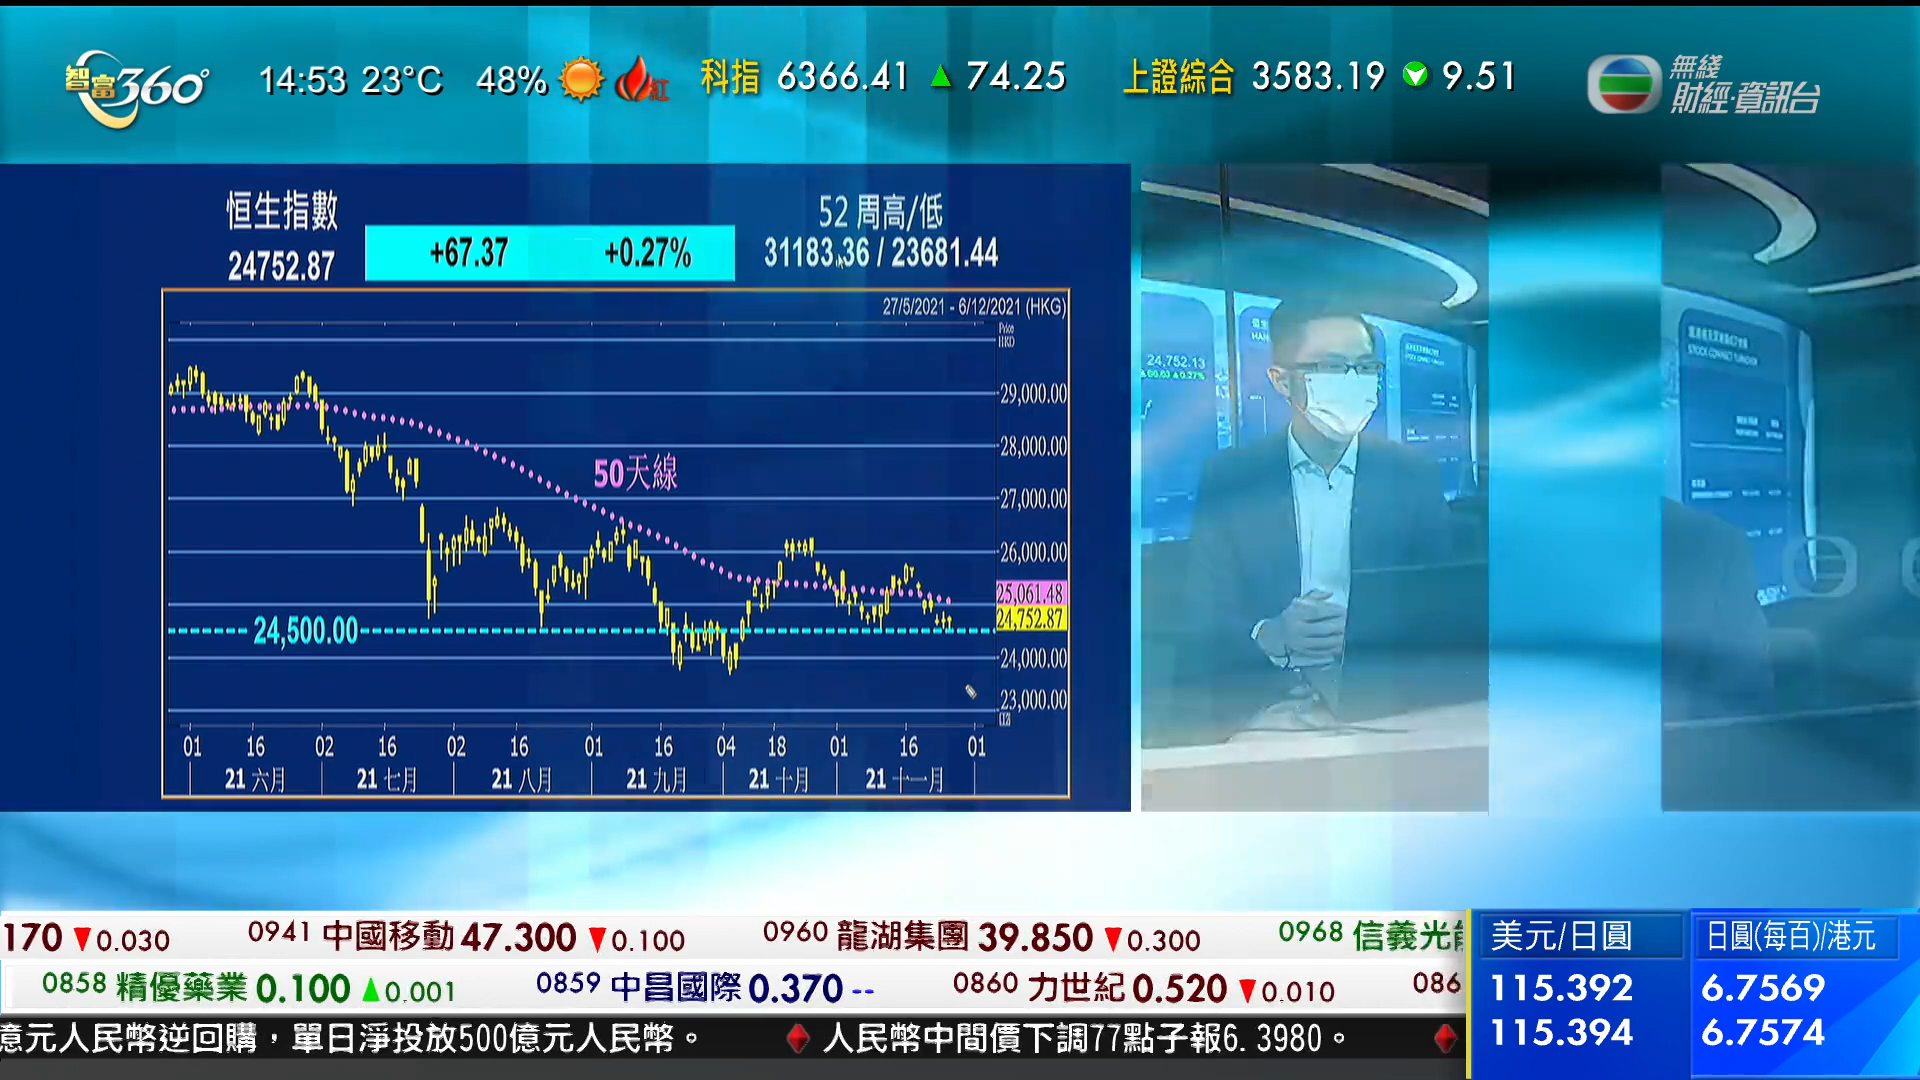 智富360°
14:53 23°C 48% 紅
科指 6366.41 ▲ 74.25
上證綜合 3583.19 ▼ 9.51
無綫
財經·資訊台
恒生指數
24752.87
+67.37 +0.27%
52 周高/低
31183.36 / 23681.44
27/5/2021 - 6/12/2021 (HKG)
Price
HKD
29,000.00
28,000.00
50天線
27,000.00
26,000.00
25,061.48
24,752.87
24,500.00
24,000.00
23,000.00
01 16 02 16 02 16 01 16 04 18 01 16 01
21 六月 21 七月 21 八月 21 九月 21 十月 21 十一月
24,752.13
STOCK CONNECT TURNOVER
170 ▼0.030 0941 中國移動 47.300 ▼0.100 0960 龍湖集團 39.850 ▼0.300 0968 信義光能
0858 精優藥業 0.100 ▲0.001 0859 中昌國際 0.370 -- 0860 力世紀 0.520 ▼0.010 086
億元人民幣逆回購，單日淨投放500億元人民幣。 ◆ 人民幣中間價下調77點子報6.3980。 ◆
美元/日圓
115.392
115.394
日圓(每百)/港元
6.7569
6.7574